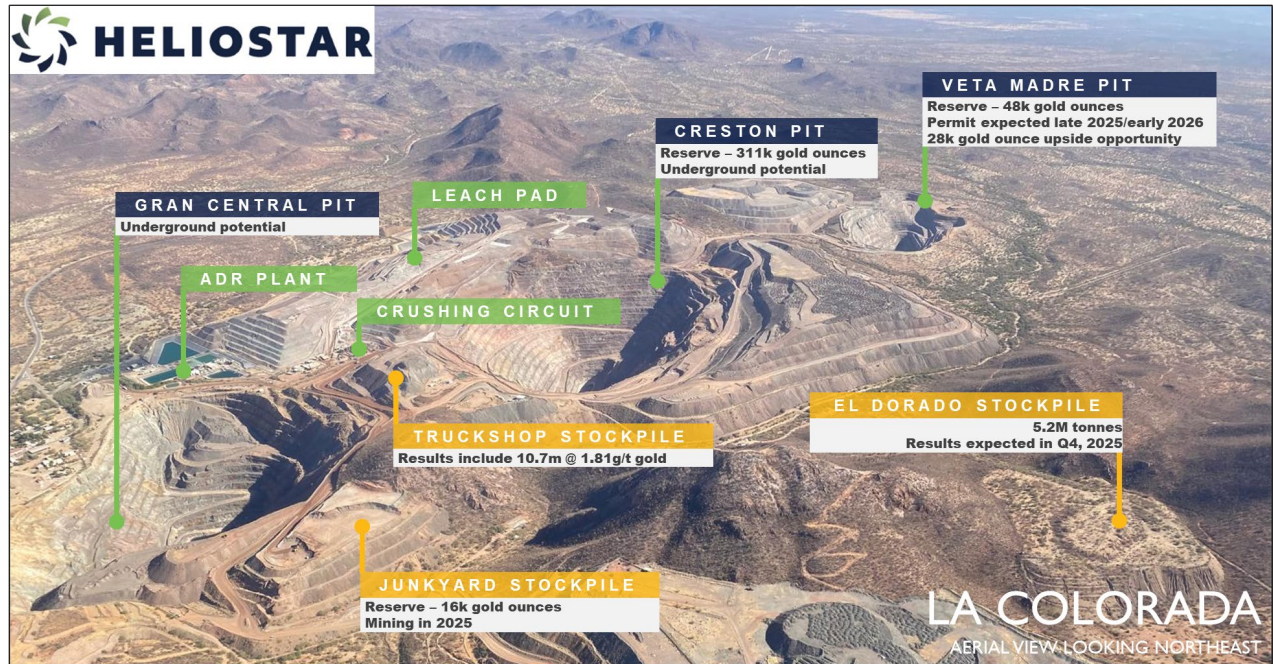 HELIOSTAR
VETA MADRE PIT
Reserve – 48k gold ounces
Permit expected late 2025/early 2026
28k gold ounce upside opportunity
CRESTON PIT
Reserve – 311k gold ounces
Underground potential
LEACH PAD
GRAN CENTRAL PIT
Underground potential
ADR PLANT
CRUSHING CIRCUIT
EL DORADO STOCKPILE
5.2M tonnes
Results expected in Q4, 2025
TRUCKSHOP STOCKPILE
Results include 10.7m @ 1.81g/t gold
JUNKYARD STOCKPILE
Reserve – 16k gold ounces
Mining in 2025
LA COLORADA
AERIAL VIEW LOOKING NORTHEAST